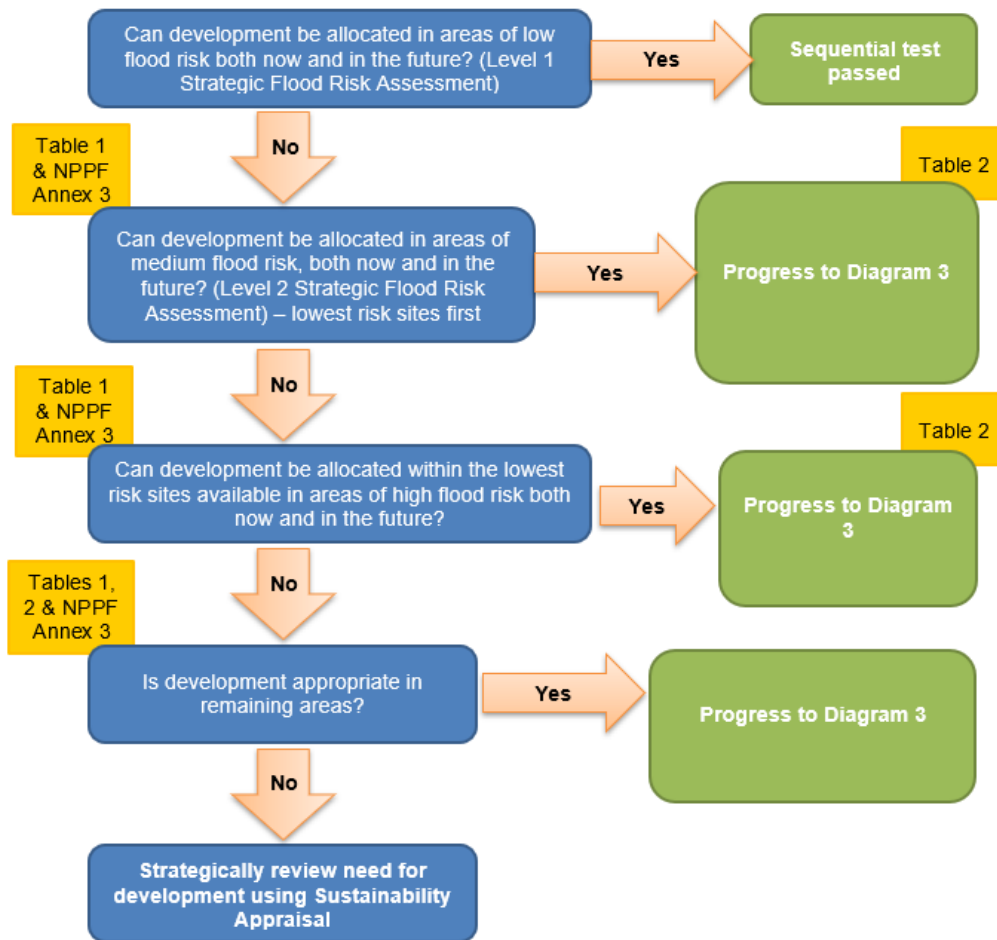 Can development be allocated in areas of low
flood risk both now and in the future? (Level 1
Strategic Flood Risk Assessment)
Yes
Sequential test
passed
No
Table 1
& NPPF
Annex 3
Table 2
Can development be allocated in areas of
medium flood risk, both now and in the
future? (Level 2 Strategic Flood Risk
Assessment) – lowest risk sites first
Yes
Progress to Diagram 3
No
Table 1
& NPPF
Annex 3
Table 2
Can development be allocated within the lowest
risk sites available in areas of high flood risk both
now and in the future?
Yes
Progress to Diagram
3
No
Tables 1,
2 & NPPF
Annex 3
Is development appropriate in
remaining areas?
Yes
Progress to Diagram 3
No
Strategically review need for
development using Sustainability
Appraisal